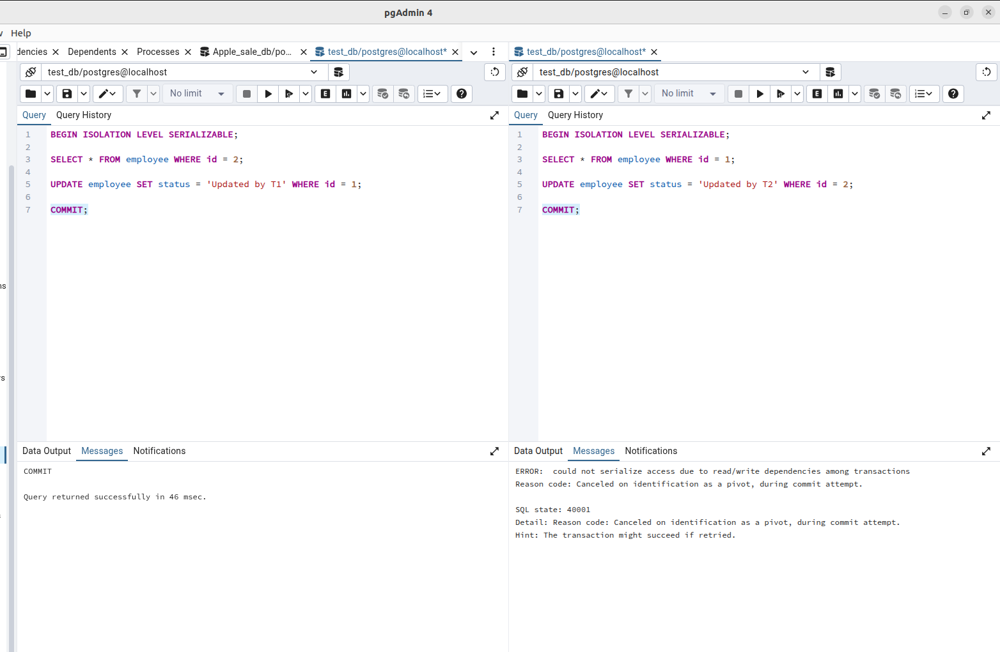 pgAdmin 4
Help
dencies Dependents Processes Apple_sale_db/po... test_db/postgres@localhost*
test_db/postgres@localhost
No limit
E
Query Query History
1 BEGIN ISOLATION LEVEL SERIALIZABLE;
2
3 SELECT * FROM employee WHERE id = 2;
4
5 UPDATE employee SET status = 'Updated by T1' WHERE id = 1;
6
7 COMMIT;
Data Output Messages Notifications
COMMIT
Query returned successfully in 46 msec.
test_db/postgres@localhost*
test_db/postgres@localhost
No limit
E
Query Query History
1 BEGIN ISOLATION LEVEL SERIALIZABLE;
2
3 SELECT * FROM employee WHERE id = 1;
4
5 UPDATE employee SET status = 'Updated by T2' WHERE id = 2;
6
7 COMMIT;
Data Output Messages Notifications
ERROR:  could not serialize access due to read/write dependencies among transactions
Reason code: Canceled on identification as a pivot, during commit attempt.
SQL state: 40001
Detail: Reason code: Canceled on identification as a pivot, during commit attempt.
Hint: The transaction might succeed if retried.